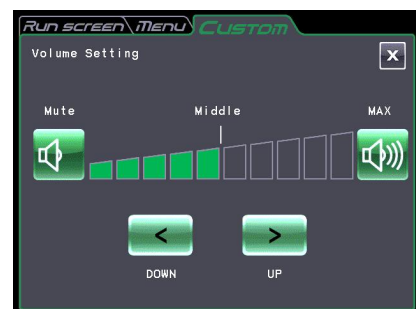 Run screen Menu Custom
Volume Setting X
Mute Middle MAX
< >
DOWN UP